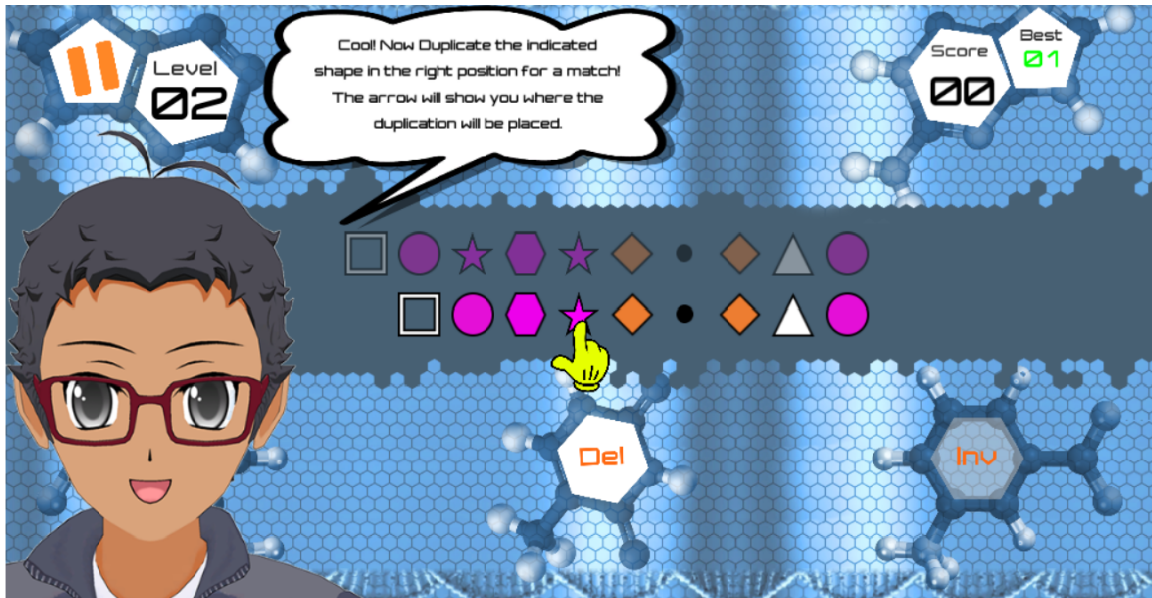 Level
02
Cool! Now Duplicate the indicated
shape in the right position for a match!
The arrow will show you where the
duplication will be placed.
Score
00
Best
01
Del
Inv